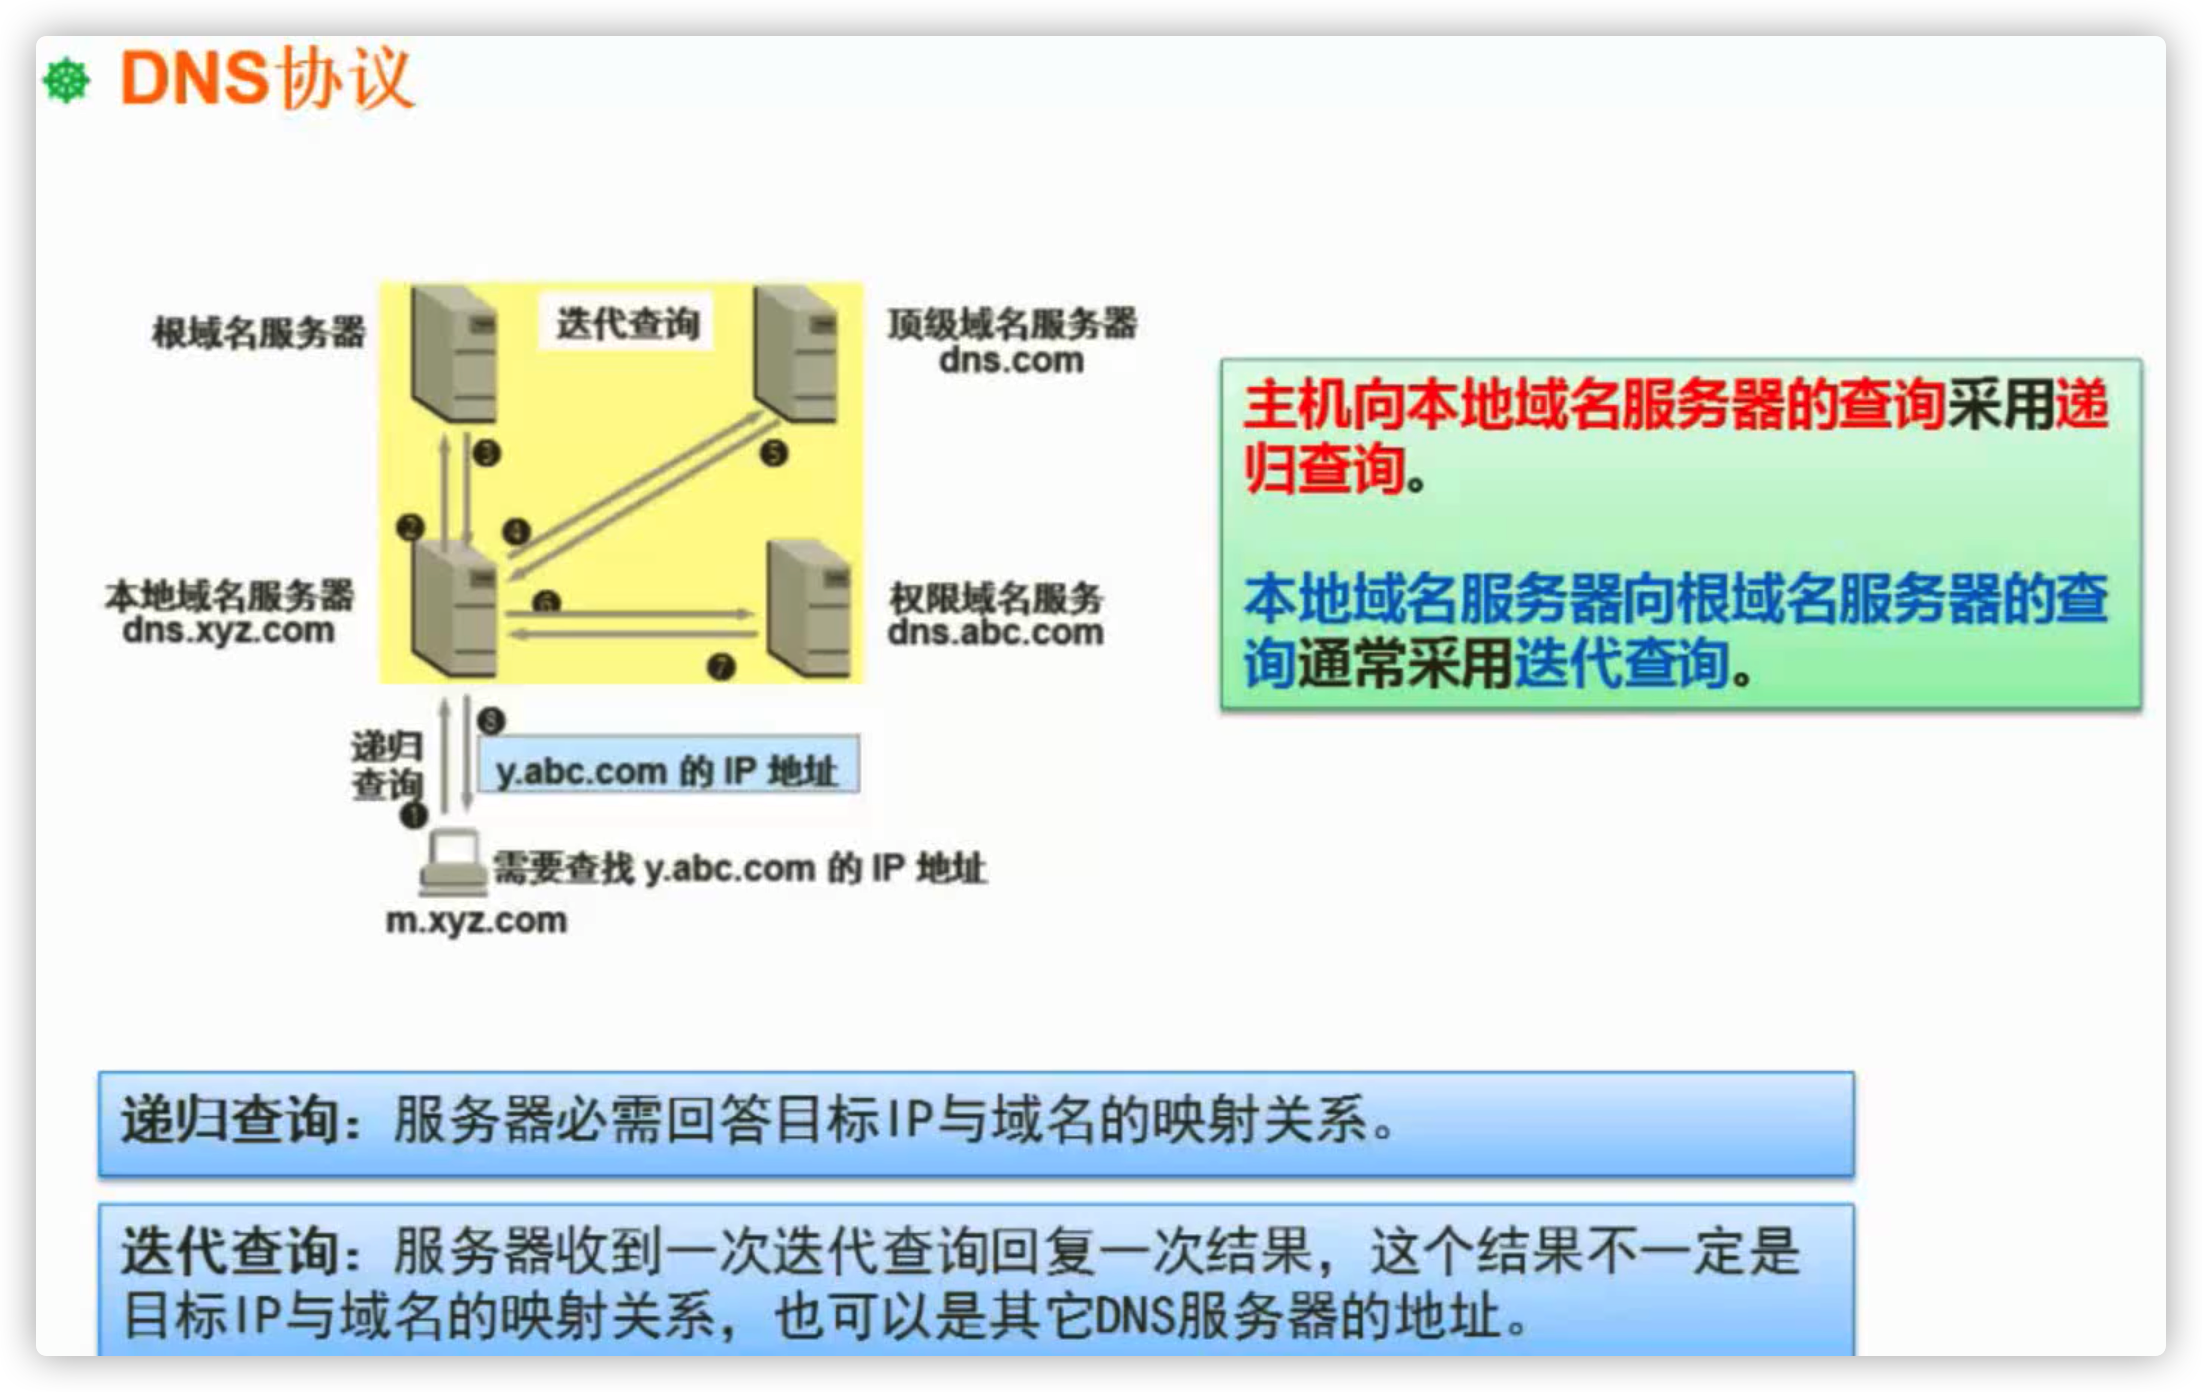 DNS协议
根域名服务器
迭代查询
顶级域名服务器
dns.com
❸
❺
❷
❹
本地域名服务器
dns.xyz.com
❻
权限域名服务
dns.abc.com
❼
递归
查询
❽
y.abc.com 的 IP 地址
❶
需要查找 y.abc.com 的 IP 地址
m.xyz.com
主机向本地域名服务器的查询采用递
归查询。
本地域名服务器向根域名服务器的查
询通常采用迭代查询。
递归查询：服务器必需回答目标IP与域名的映射关系。
迭代查询：服务器收到一次迭代查询回复一次结果，这个结果不一定是
目标IP与域名的映射关系，也可以是其它DNS服务器的地址。